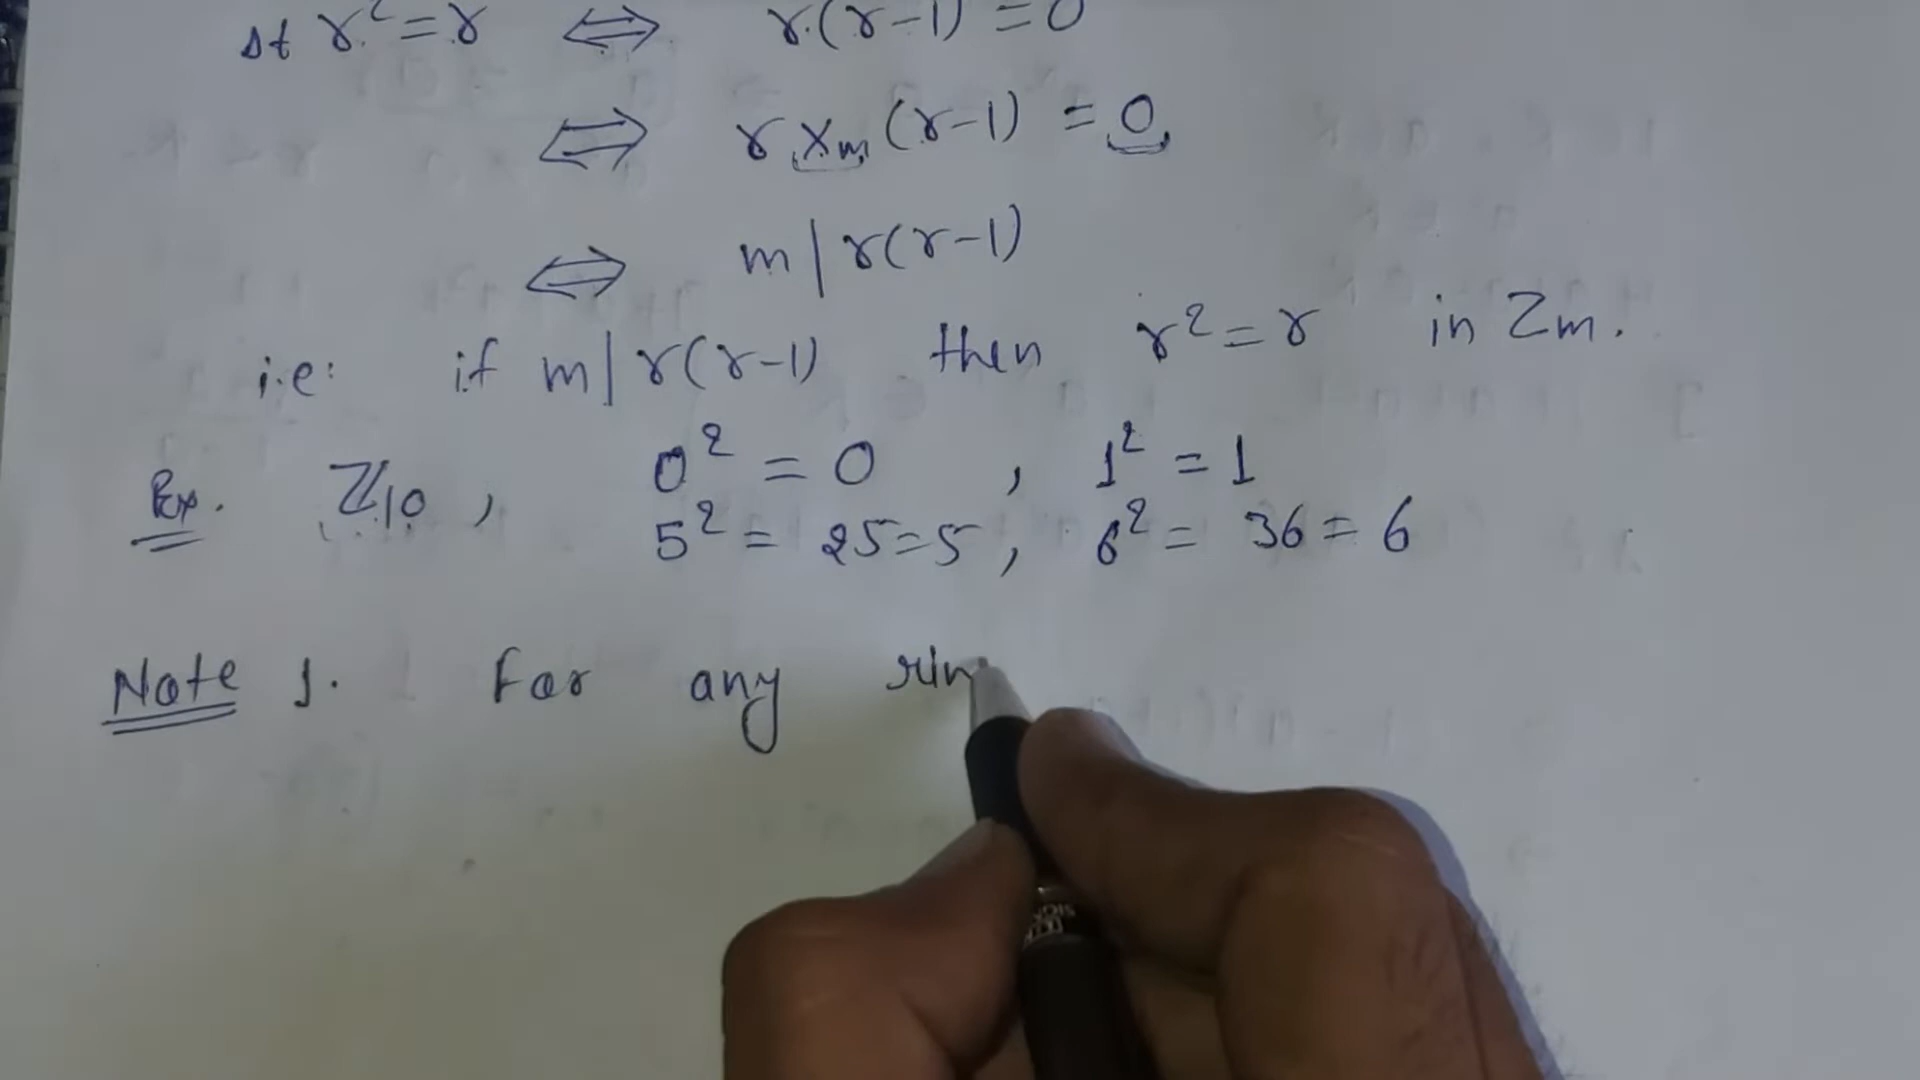 st r² = r ⇔ r.(r-1) = 0
⇔ r ×ₘ (r-1) = 0
⇔ m | r(r-1)
i.e: if m | r(r-1) then r² = r in Zm.
Ex. ℤ₁₀, 0² = 0 , 1² = 1
5² = 25 = 5 , 6² = 36 = 6
Note 1. For any rin